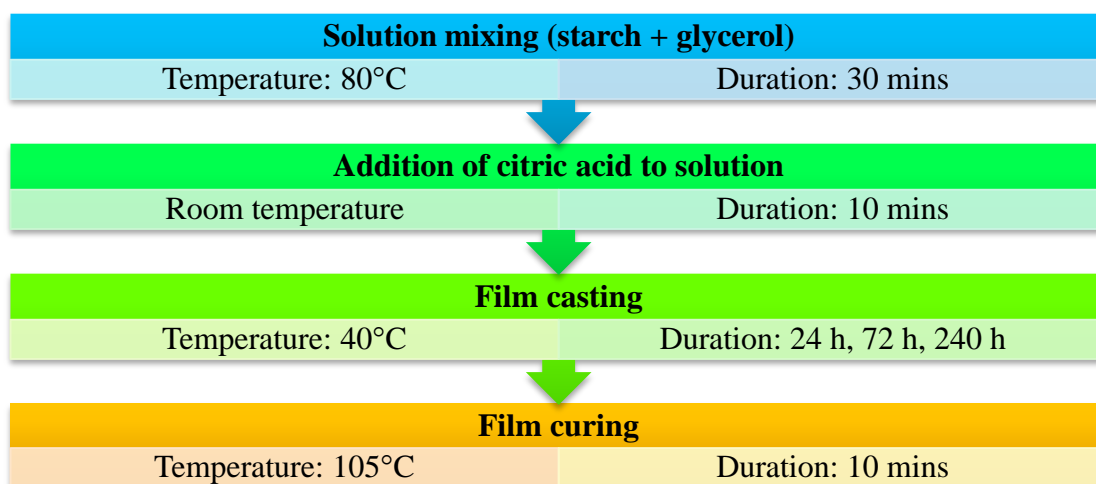 Solution mixing (starch + glycerol)
Temperature: 80°C
Duration: 30 mins
Addition of citric acid to solution
Room temperature
Duration: 10 mins
Film casting
Temperature: 40°C
Duration: 24 h, 72 h, 240 h
Film curing
Temperature: 105°C
Duration: 10 mins